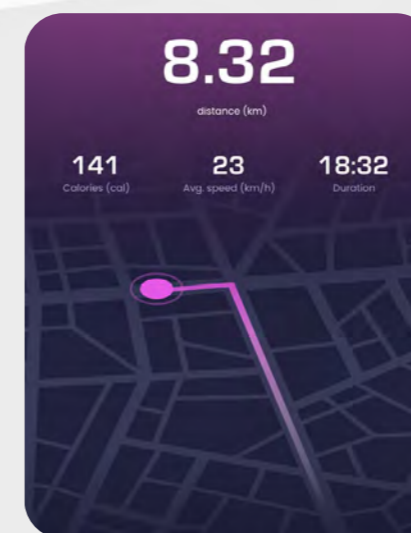 8.32
distance (km)
141 23 18:32
Calories (cal) Avg. speed (km/h) Duration